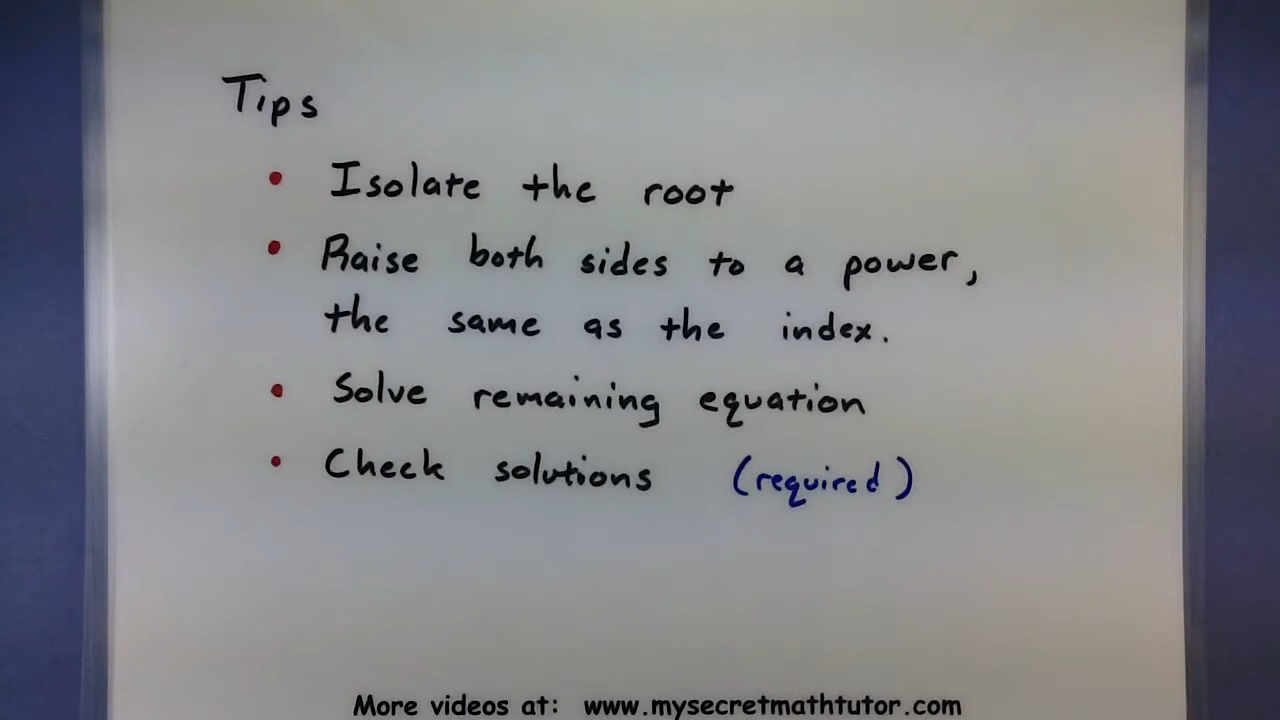 Tips
• Isolate the root
• Raise both sides to a power,
the same as the index.
• Solve remaining equation
• Check solutions (required)
More videos at: www.mysecretmathtutor.com